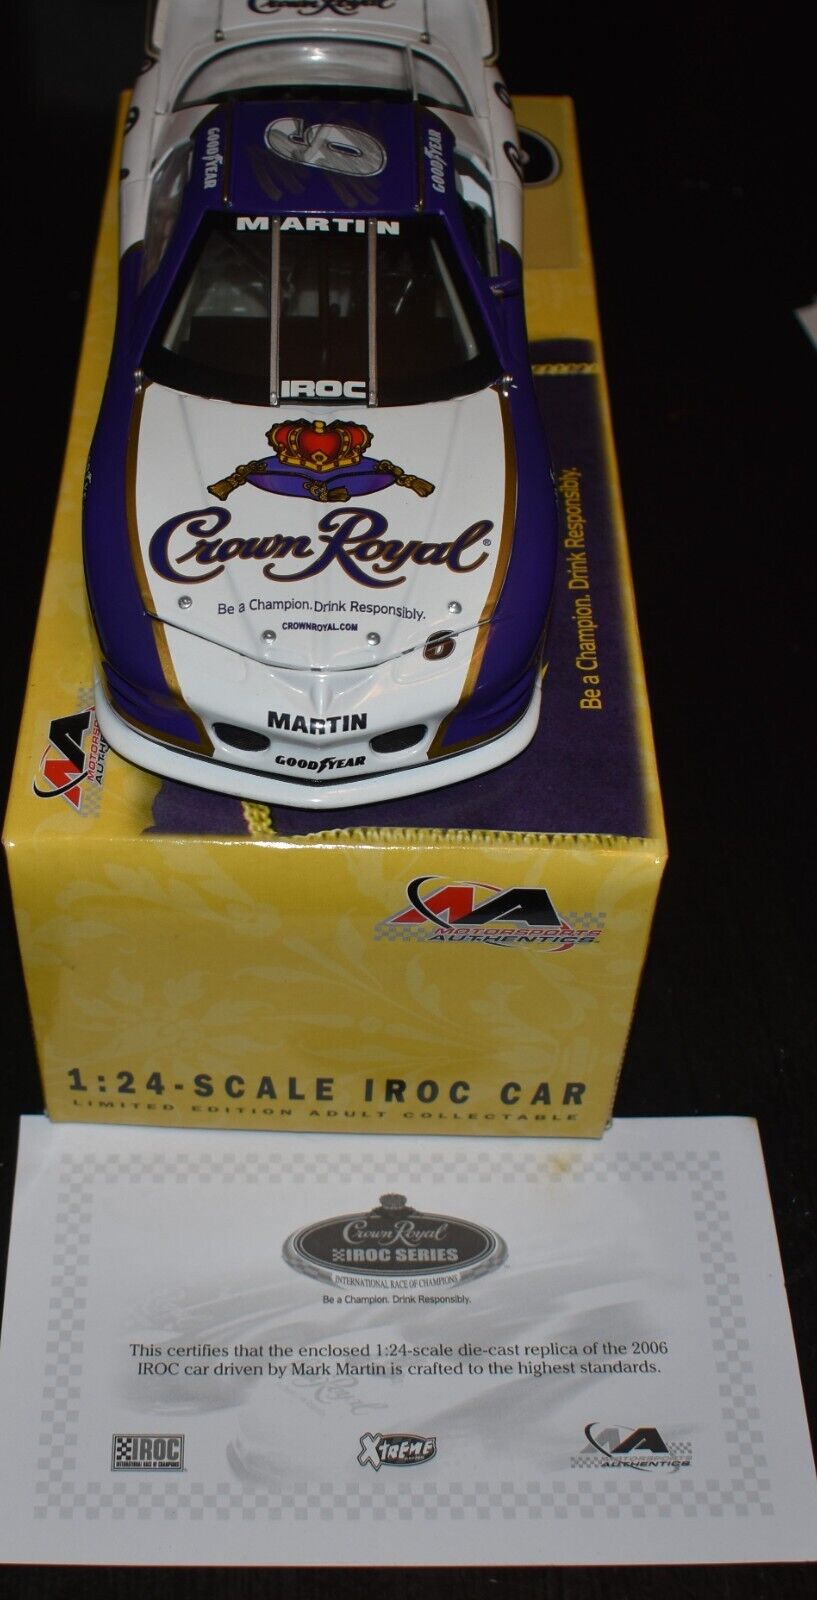 Crown Royal
GOODYEAR
6
GOODYEAR
MARTIN
IROC
Crown Royal®
Be a Champion. Drink Responsibly.
CROWNROYAL.COM
6
MARTIN
GOODYEAR
Be a Champion. Drink Responsibly.
MOTORSPORTS
AUTH
MOTORSPORTS
AUTHENTICS
1:24-SCALE IROC CAR
LIMITED EDITION ADULT COLLECTABLE
Crown Royal
IROC SERIES
INTERNATIONAL RACE OF CHAMPIONS
Be a Champion. Drink Responsibly.
This certifies that the enclosed 1:24-scale die-cast replica of the 2006
IROC car driven by Mark Martin is crafted to the highest standards.
IROC
INTERNATIONAL RACE OF CHAMPIONS
XTREME
MOTORSPORTS
AUTHENTICS